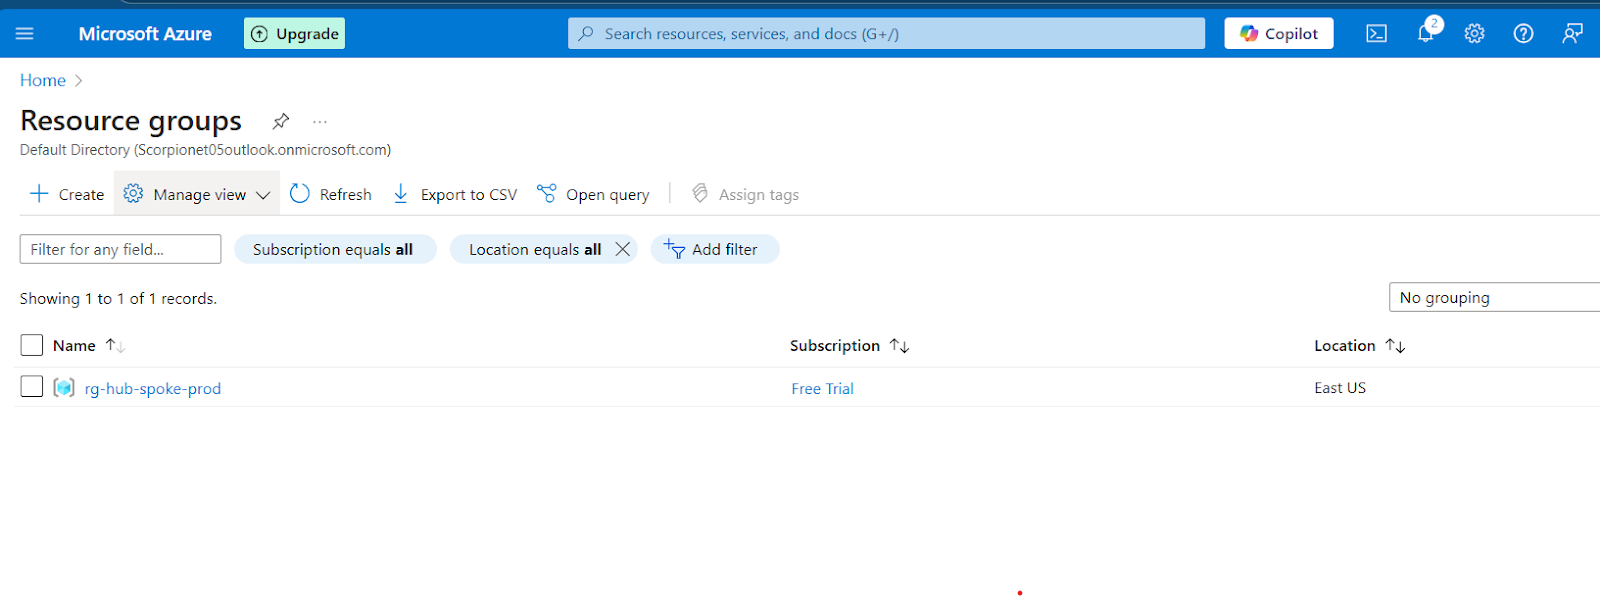 Microsoft Azure Upgrade Search resources, services, and docs (G+/) Copilot 2
Home
Resource groups ...
Default Directory (Scorpionet05outlook.onmicrosoft.com)
Create Manage view Refresh Export to CSV Open query Assign tags
Filter for any field... Subscription equals all Location equals all Add filter
Showing 1 to 1 of 1 records. No grouping
Name Subscription Location
rg-hub-spoke-prod Free Trial East US